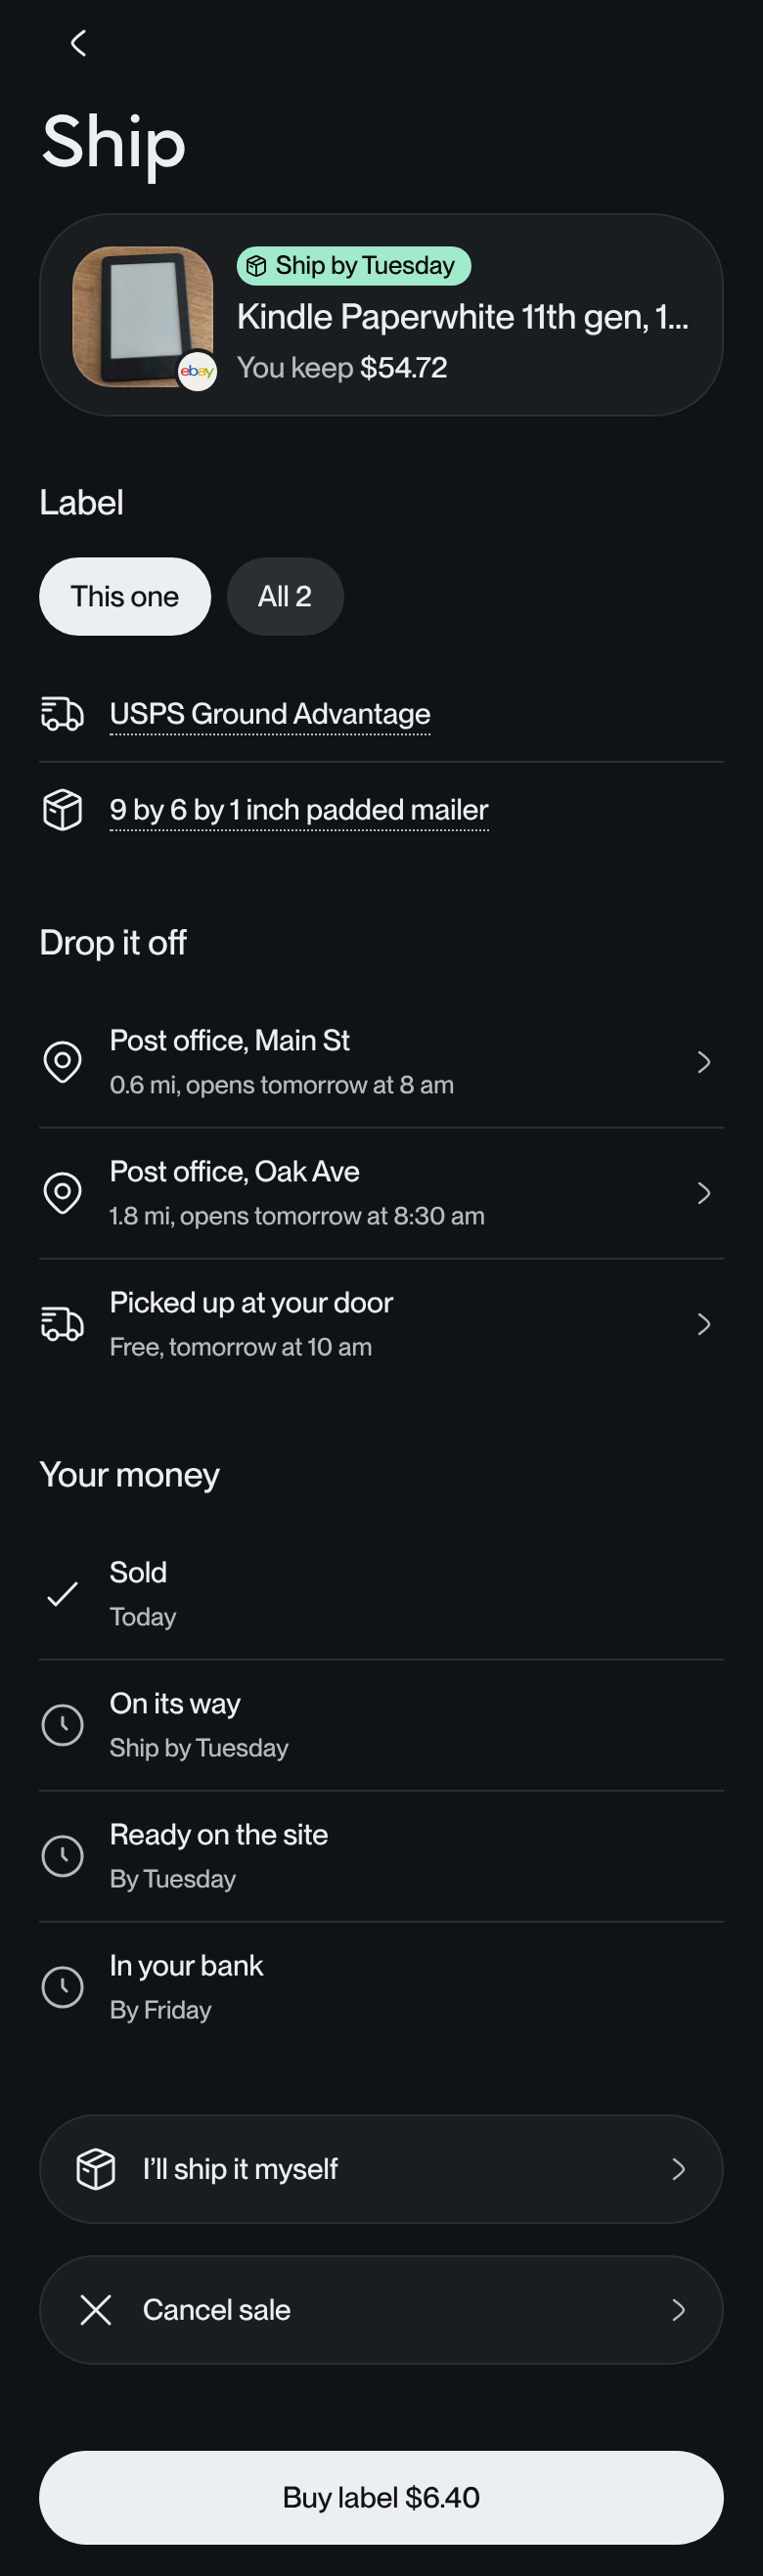 Ship
Ship by Tuesday
Kindle Paperwhite 11th gen, 1...
You keep $54.72
ebay
Label
This one
All 2
USPS Ground Advantage
9 by 6 by 1 inch padded mailer
Drop it off
Post office, Main St
0.6 mi, opens tomorrow at 8 am
Post office, Oak Ave
1.8 mi, opens tomorrow at 8:30 am
Picked up at your door
Free, tomorrow at 10 am
Your money
Sold
Today
On its way
Ship by Tuesday
Ready on the site
By Tuesday
In your bank
By Friday
I’ll ship it myself
Cancel sale
Buy label $6.40